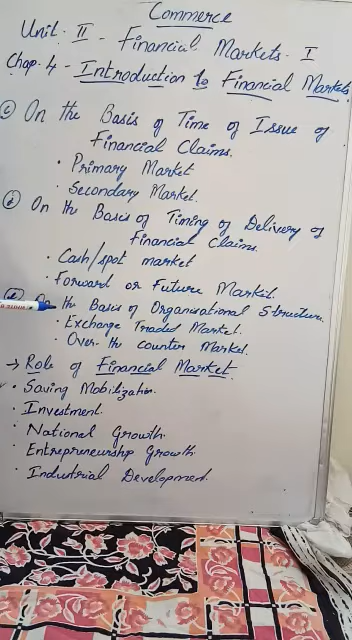 Commerce
Unit. II - Financial Markets. I
Chap. 4 - Introduction to Financial Markets
(c) On the Basis of Time of Issue of
Financial Claims.
• Primary Market
• Secondary Market.
(d) On the Basis of Timing of Delivery of
Financial Claims.
• Cash/spot market
• Forward or Future Market.
the Basis of Organisational Structure.
• Exchange Traded Market.
• Over-the counter Market.
→ Role of Financial Market
• Saving Mobilization.
• Investment.
• National Growth.
• Entrepreneurship Growth.
• Industrial Development.